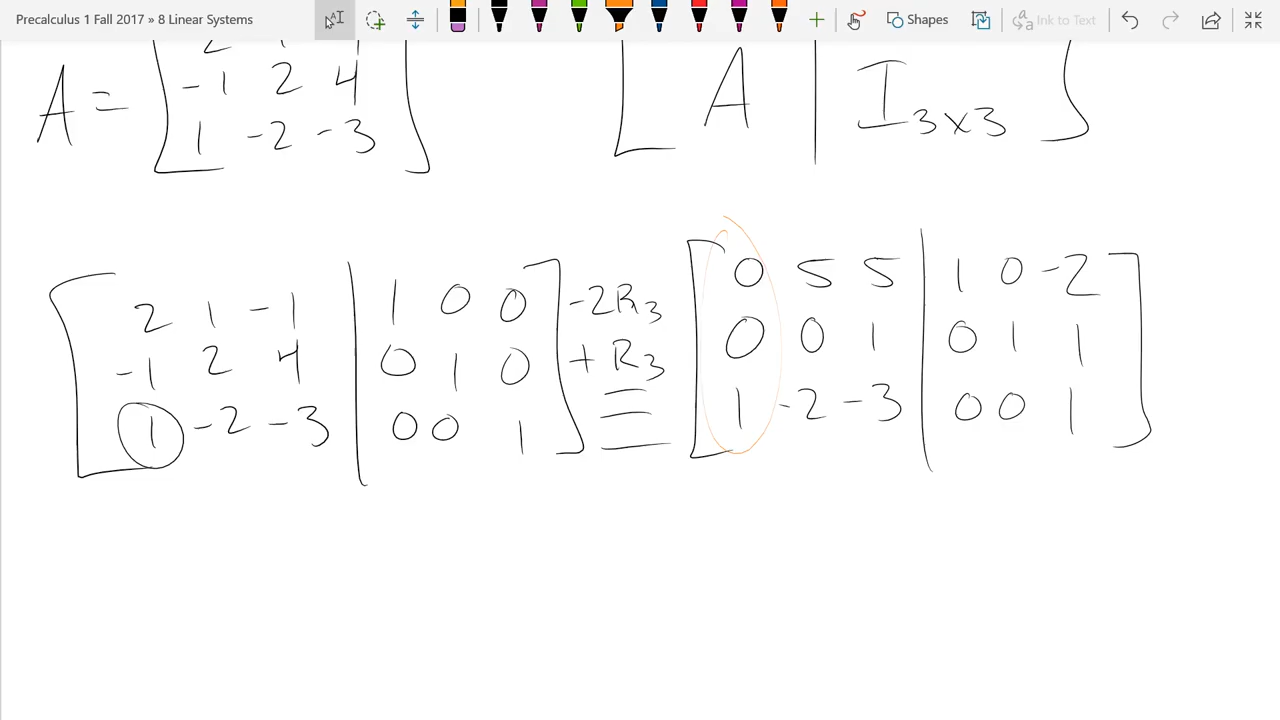 Precalculus 1 Fall 2017 » 8 Linear Systems
Shapes
Ink to Text
-1 2 4
A =
1 -2 -3
A | I3x3
2 1 -1 | 1 0 0 -2R3
-1 2 4 | 0 1 0 + R3
1 -2 -3 | 0 0 1
0 5 5 | 1 0 -2
0 0 1 | 0 1 1
1 -2 -3 | 0 0 1